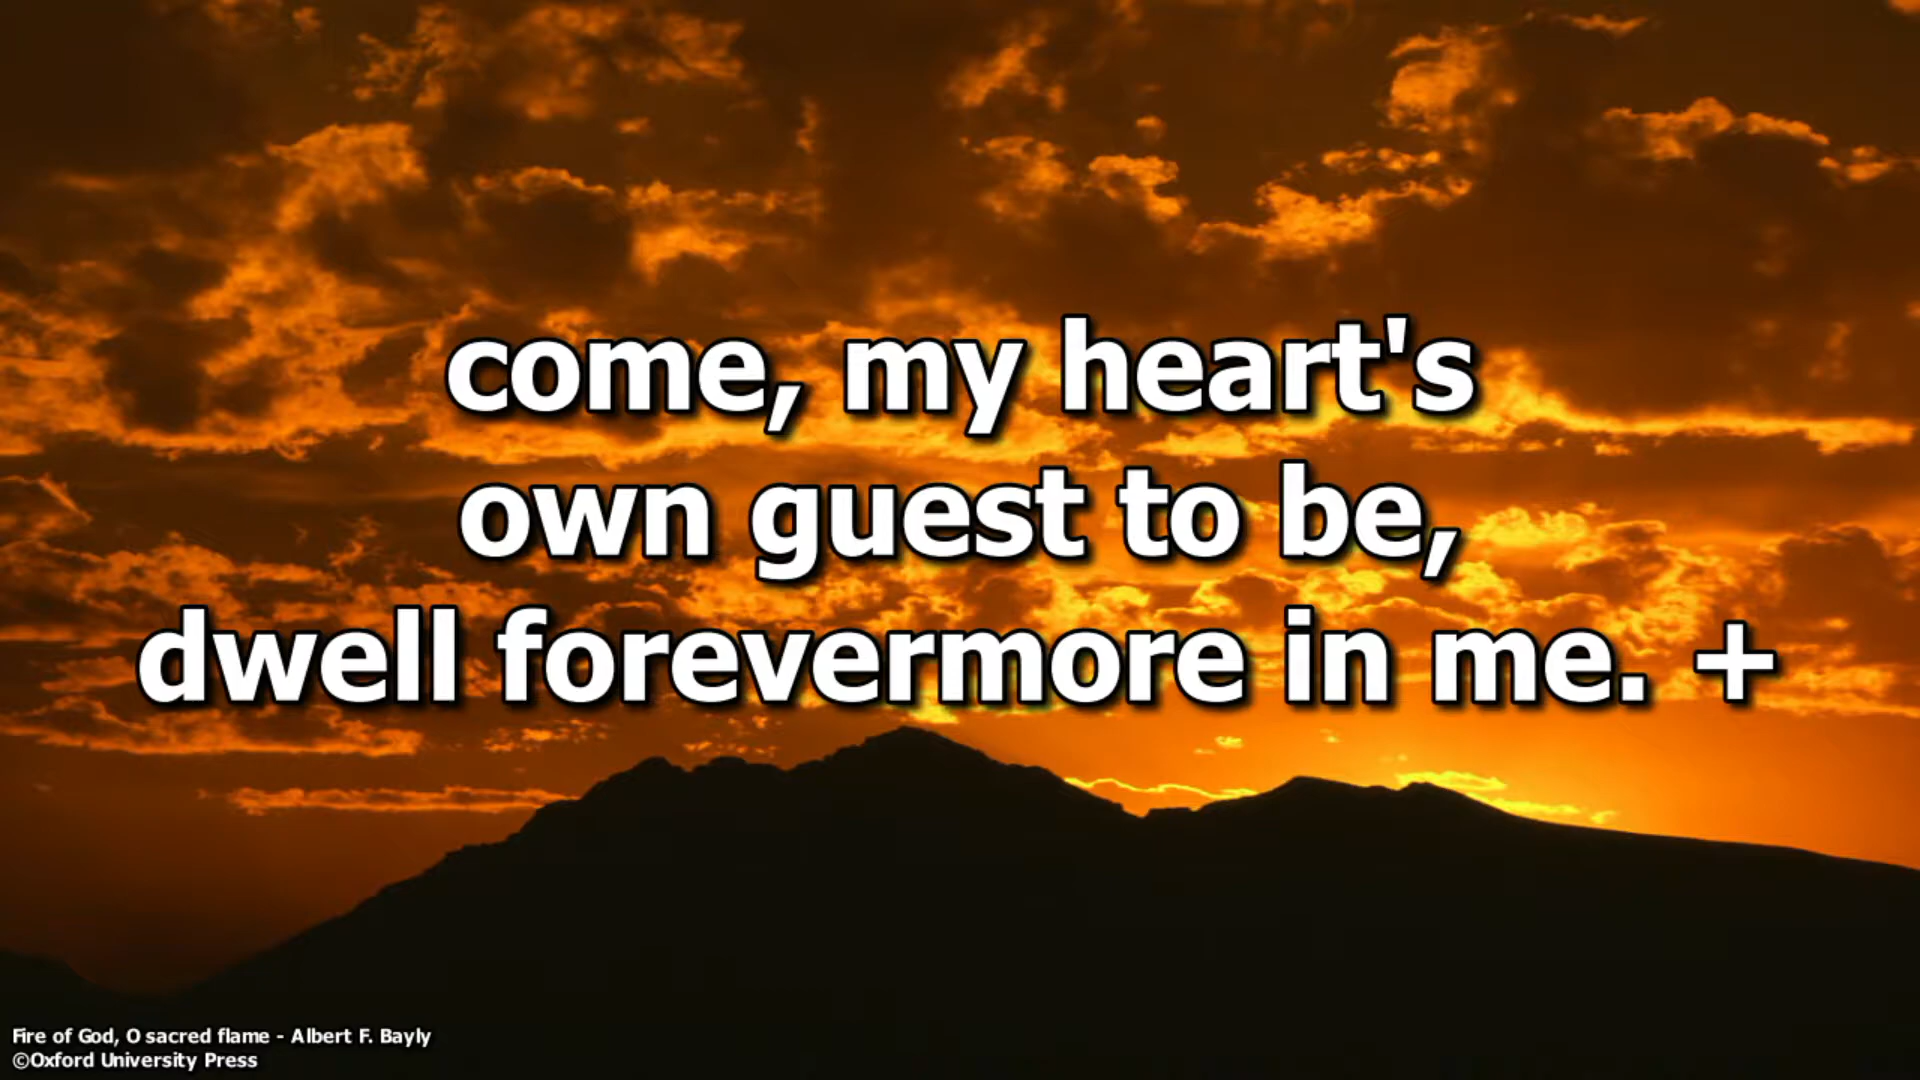 come, my heart's
own guest to be,
dwell forevermore in me. +
Fire of God, O sacred flame - Albert F. Bayly
©Oxford University Press